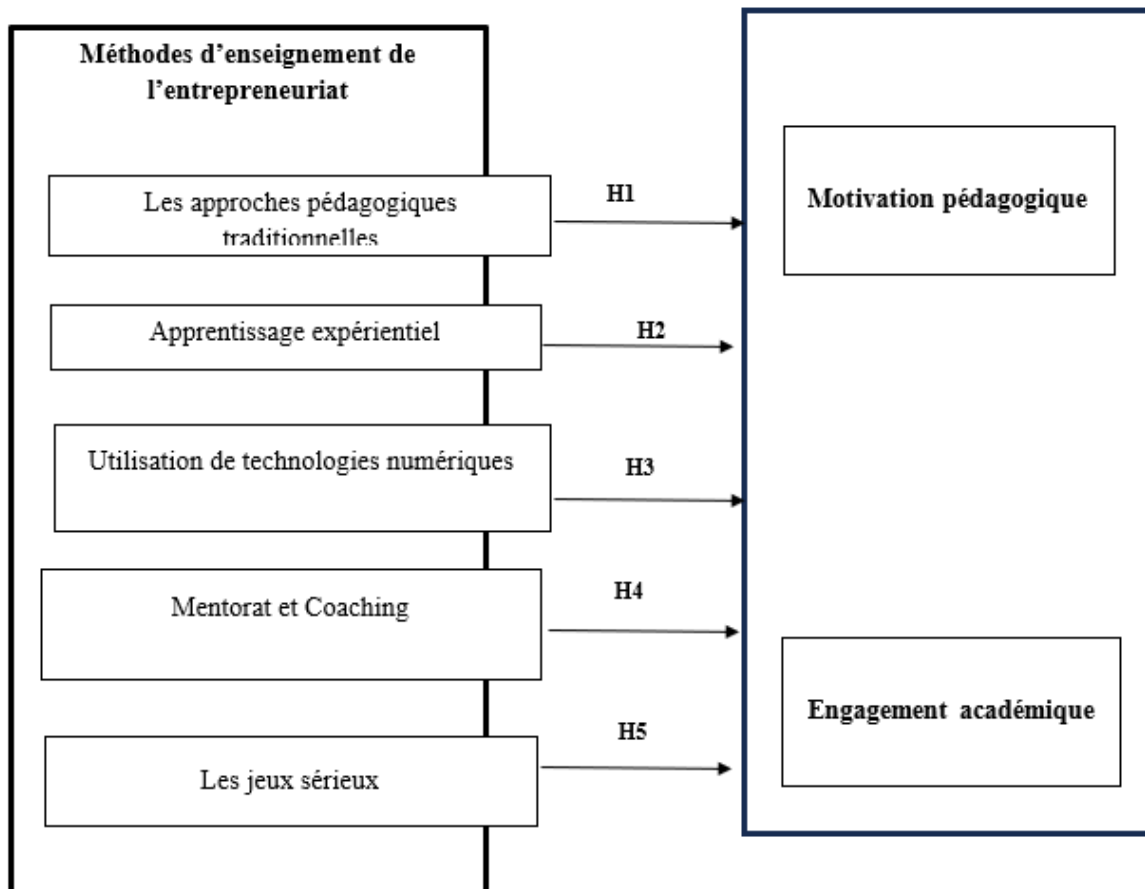 Méthodes d’enseignement de
l’entrepreneuriat
Les approches pédagogiques
traditionnelles
H1
Motivation pédagogique
Apprentissage expérientiel
H2
Utilisation de technologies numériques
H3
Mentorat et Coaching
H4
Engagement académique
Les jeux sérieux
H5